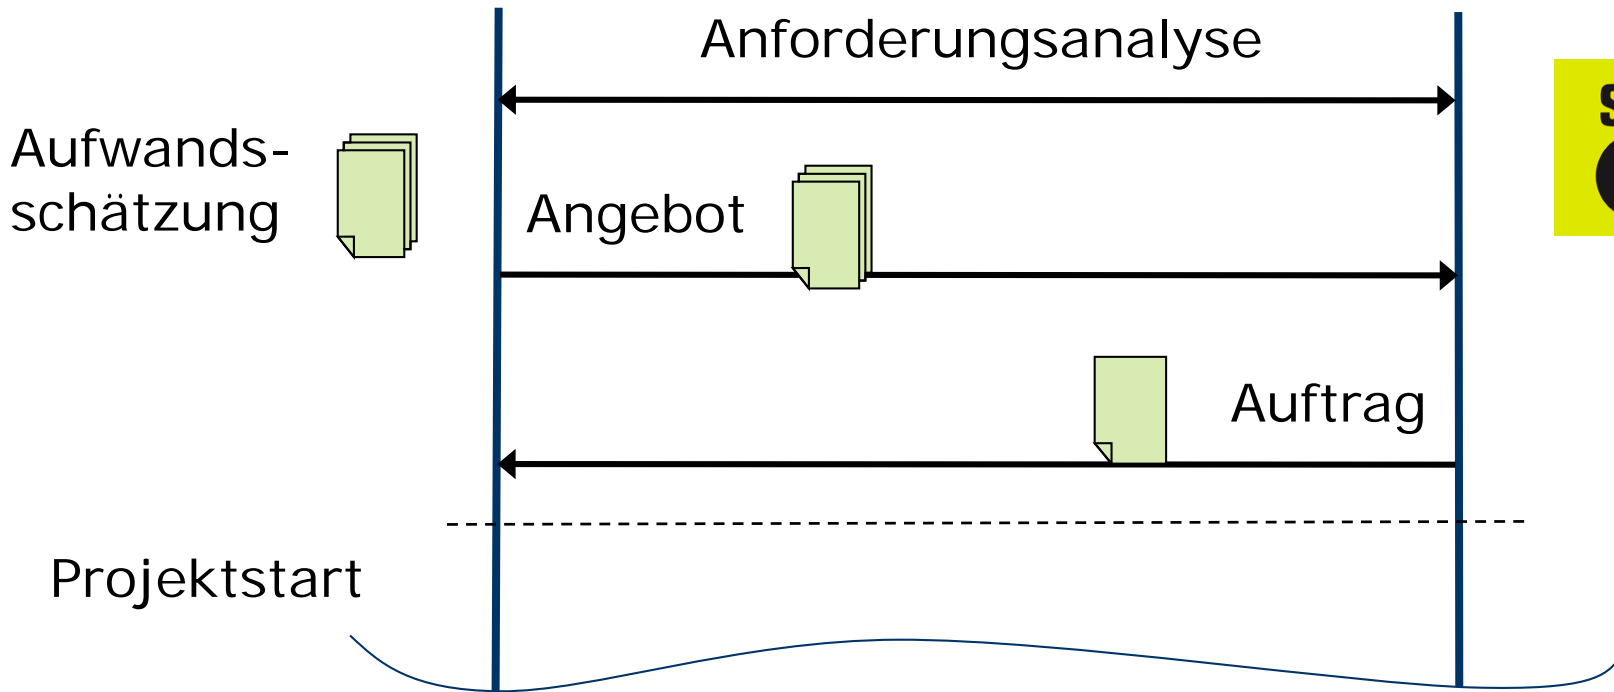 Anforderungsanalyse
Aufwands-
schätzung
Angebot
Auftrag
Projektstart